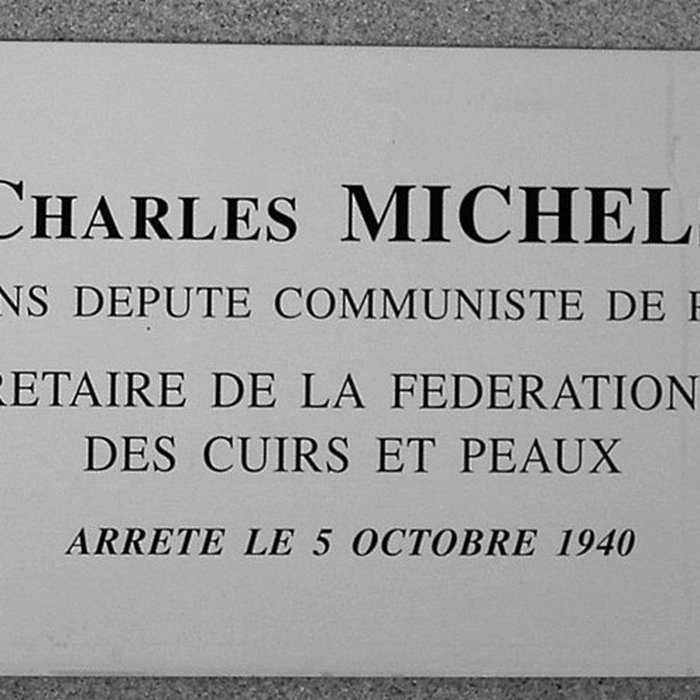 CHARLES MICHEL
NS DEPUTE COMMUNISTE DE
RETAIRE DE LA FEDERATION
DES CUIRS ET PEAUX
ARRETE LE 5 OCTOBRE 1940